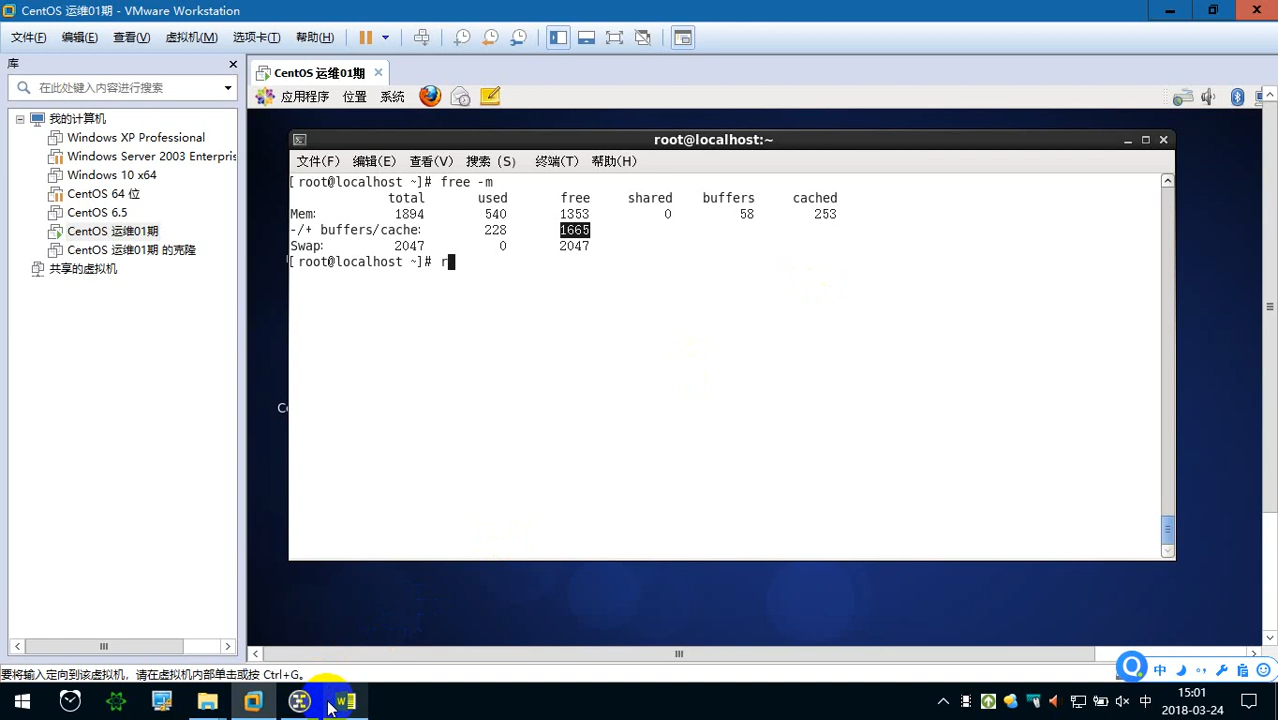 CentOS 运维01期 - VMware Workstation
文件(F) 编辑(E) 查看(V) 虚拟机(M) 选项卡(T) 帮助(H)
库
在此处键入内容进行搜索
我的计算机
Windows XP Professional
Windows Server 2003 Enterpris
Windows 10 x64
CentOS 64 位
CentOS 6.5
CentOS 运维01期
CentOS 运维01期 的克隆
共享的虚拟机
CentOS 运维01期
应用程序 位置 系统
root@localhost:~
文件(F) 编辑(E) 查看(V) 搜索 (S) 终端(T) 帮助(H)
[root@localhost ~]# free -m
total used free shared buffers cached
Mem: 1894 540 1353 0 58 253
-/+ buffers/cache: 228 1665
Swap: 2047 0 2047
[root@localhost ~]# r
要将输入定向到该虚拟机，请在虚拟机内部单击或按 Ctrl+G。
中
中
15:01
2018-03-24